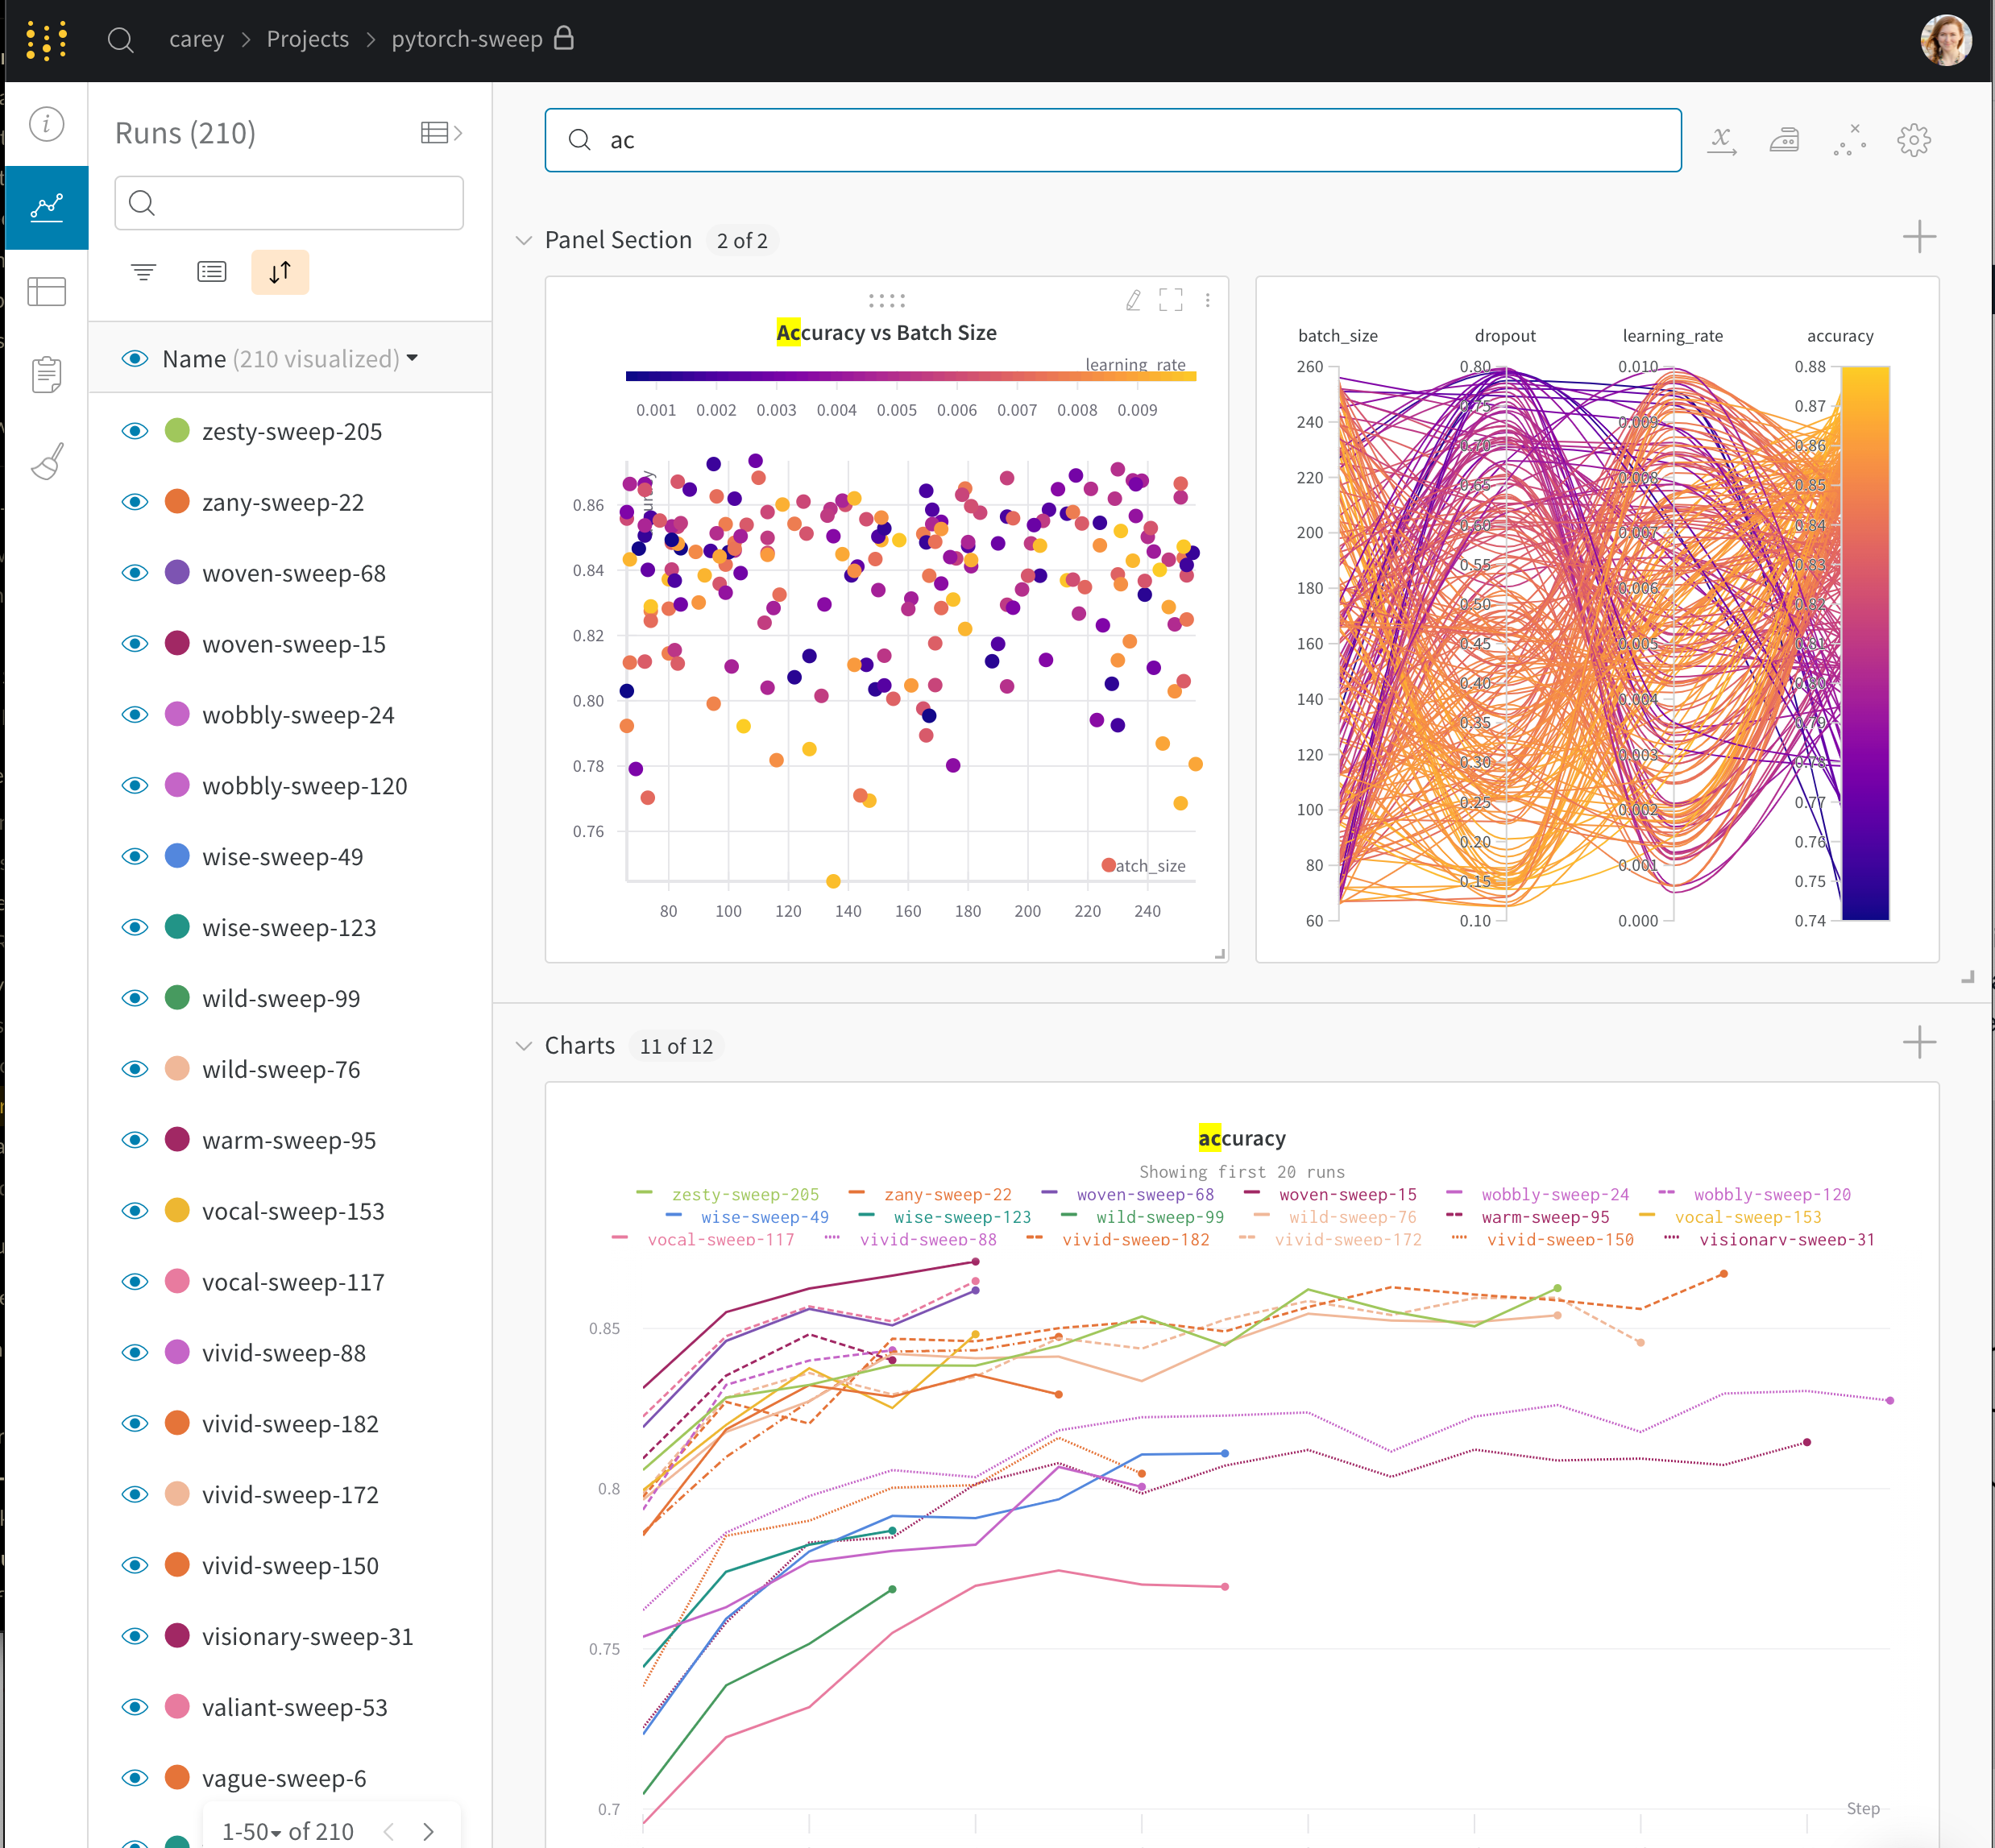 carey > Projects > pytorch-sweep
Runs (210)
Name (210 visualized)
zesty-sweep-205
zany-sweep-22
woven-sweep-68
woven-sweep-15
wobbly-sweep-24
wobbly-sweep-120
wise-sweep-49
wise-sweep-123
wild-sweep-99
wild-sweep-76
warm-sweep-95
vocal-sweep-153
vocal-sweep-117
vivid-sweep-88
vivid-sweep-182
vivid-sweep-172
vivid-sweep-150
visionary-sweep-31
valiant-sweep-53
vague-sweep-6
1-50 of 210
ac
Panel Section 2 of 2
Accuracy vs Batch Size
learning_rate
0.001 0.002 0.003 0.004 0.005 0.006 0.007 0.008 0.009
0.86
0.84
0.82
0.80
0.78
0.76
atch_size
80 100 120 140 160 180 200 220 240
batch_size dropout learning_rate accuracy
260
240
220
200
180
160
140
120
100
80
60
0.80
0.75
0.70
0.65
0.60
0.55
0.50
0.45
0.40
0.35
0.30
0.25
0.20
0.15
0.10
0.010
0.009
0.008
0.007
0.006
0.005
0.004
0.003
0.002
0.001
0.000
0.88
0.87
0.86
0.85
0.84
0.83
0.82
0.81
0.80
0.79
0.78
0.77
0.76
0.75
0.74
Charts 11 of 12
accuracy
Showing first 20 runs
zesty-sweep-205 zany-sweep-22 woven-sweep-68 woven-sweep-15 wobbly-sweep-24 wobbly-sweep-120
wise-sweep-49 wise-sweep-123 wild-sweep-99 wild-sweep-76 warm-sweep-95 vocal-sweep-153
vocal-sweep-117 vivid-sweep-88 vivid-sweep-182 vivid-sweep-172 vivid-sweep-150 visionary-sweep-31
0.85
0.8
0.75
0.7
Step